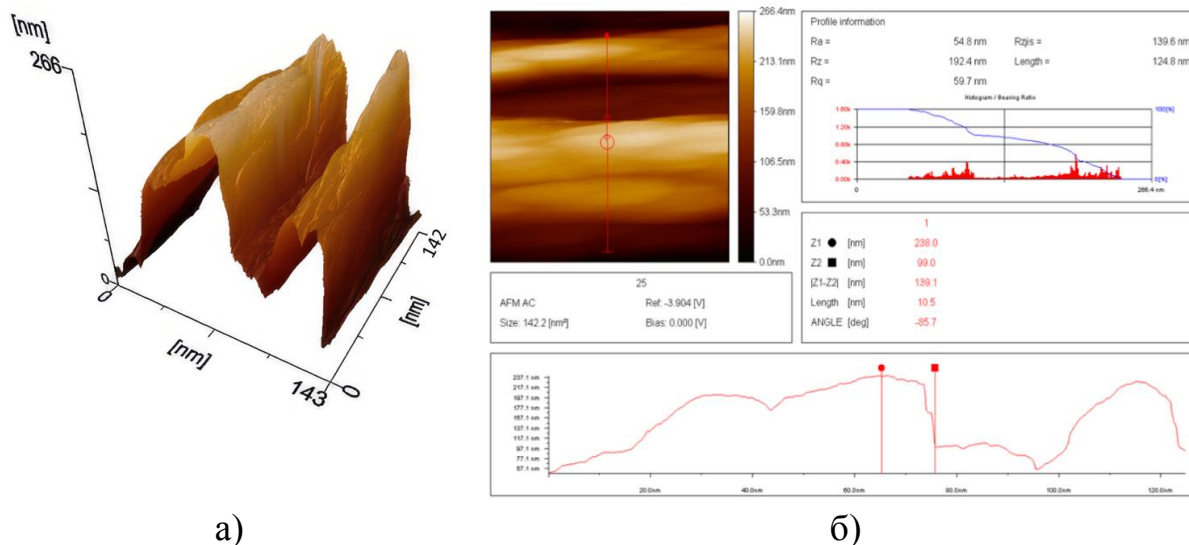 [nm]
266
0
0
[nm]
143
0
[nm]
142
266.4nm
213.1nm
159.8nm
106.5nm
53.3nm
0.0nm
25
AFM AC
Ref: -3.904 [V]
Size: 142.2 [nm²]
Bias: 0.000 [V]
Profile information
Ra = 54.8 nm Rzjis = 139.6 nm
Rz = 192.4 nm Length = 124.8 nm
Rq = 59.7 nm
Histogram / Bearing Ratio
1.60k 100[%]
1.20k
0.80k
0.40k
0.00k 0[%]
0 266.4 nm
1
Z1 [nm] 238.0
Z2 [nm] 99.0
|Z1-Z2| [nm] 139.1
Length [nm] 10.5
ANGLE [deg] -85.7
237.1 nm
217.1 nm
197.1 nm
177.1 nm
157.1 nm
137.1 nm
117.1 nm
97.1 nm
77.1 nm
57.1 nm
20.0nm 40.0nm 60.0nm 80.0nm 100.0nm 120.0nm
а) б)